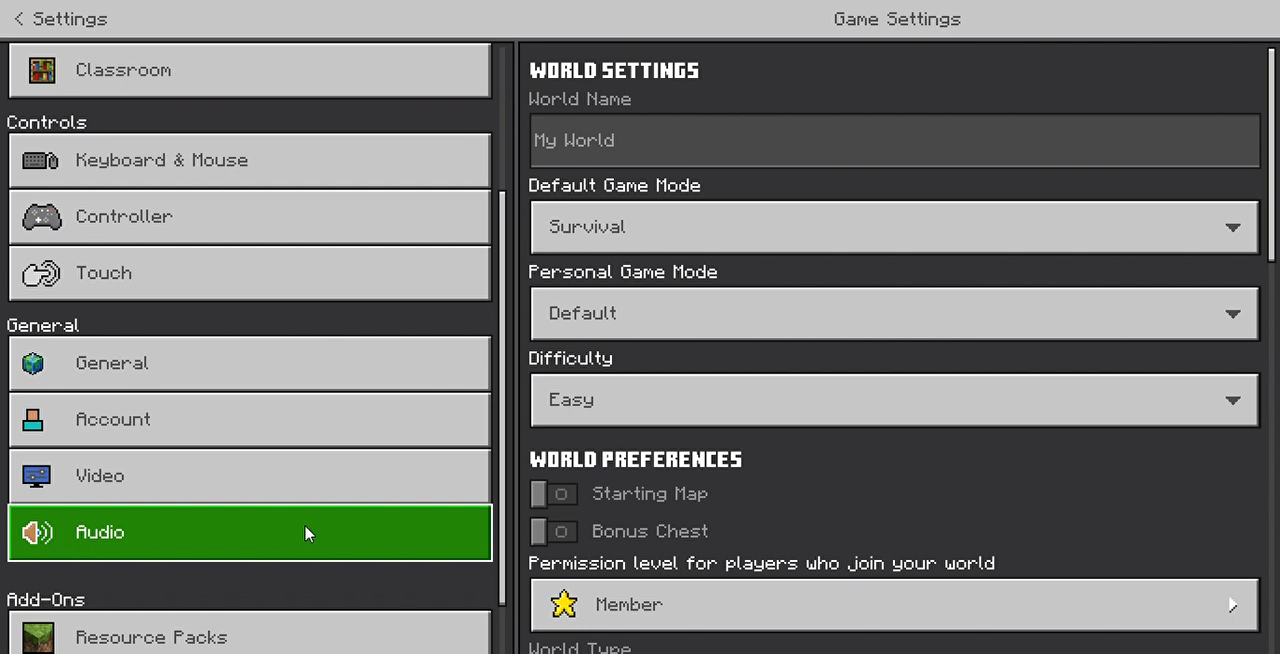 Settings
Game Settings
Classroom
Controls
Keyboard & Mouse
Controller
Touch
General
General
Account
Video
Audio
Add-Ons
Resource Packs
WORLD SETTINGS
World Name
My World
Default Game Mode
Survival
Personal Game Mode
Default
Difficulty
Easy
WORLD PREFERENCES
Starting Map
Bonus Chest
Permission level for players who join your world
Member
World Type